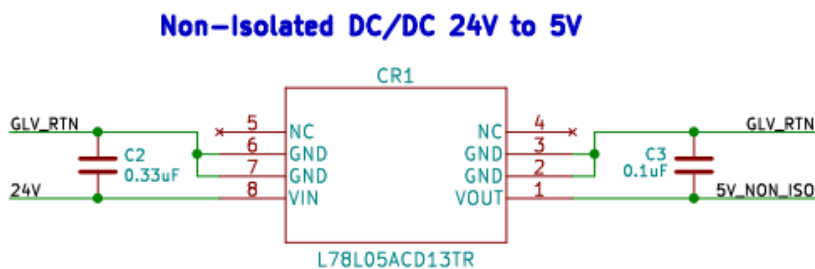 Non-Isolated DC/DC 24V to 5V
CR1
GLV_RTN 5 NC NC 4 GLV_RTN
6 GND GND 3
C2 C3
0.33uF 7 GND GND 2 0.1uF
24V 8 VIN VOUT 1 5V_NON_ISO
L78L05ACD13TR